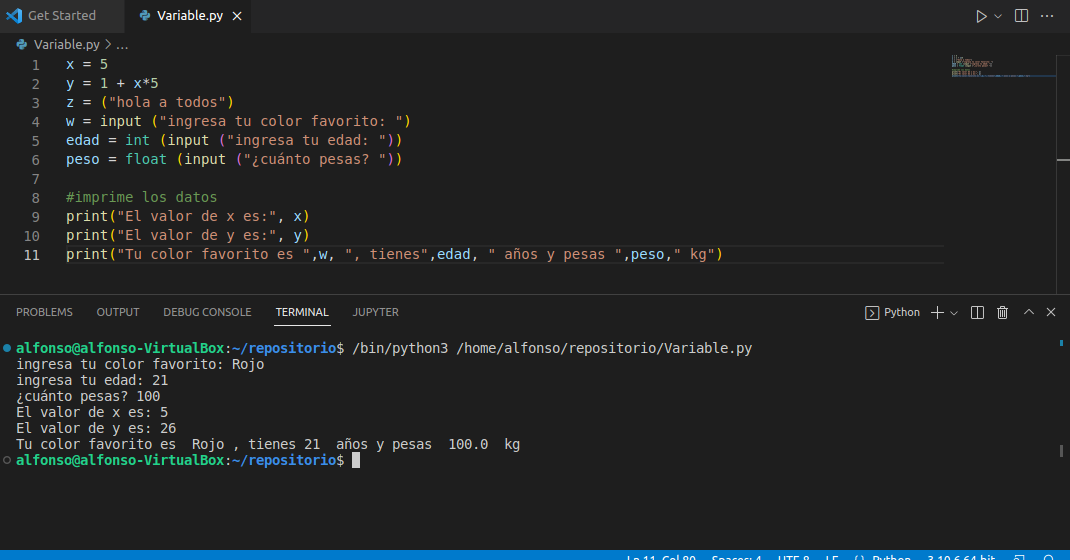 Get Started Variable.py
Variable.py > ...
1 x = 5
2 y = 1 + x*5
3 z = ("hola a todos")
4 w = input ("ingresa tu color favorito: ")
5 edad = int (input ("ingresa tu edad: "))
6 peso = float (input ("¿cuánto pesas? "))
7
8 #imprime los datos
9 print("El valor de x es:", x)
10 print("El valor de y es:", y)
11 print("Tu color favorito es ",w, ", tienes",edad, " años y pesas ",peso," kg")
PROBLEMS OUTPUT DEBUG CONSOLE TERMINAL JUPYTER Python
alfonso@alfonso-VirtualBox:~/repositorio$ /bin/python3 /home/alfonso/repositorio/Variable.py
ingresa tu color favorito: Rojo
ingresa tu edad: 21
¿cuánto pesas? 100
El valor de x es: 5
El valor de y es: 26
Tu color favorito es  Rojo , tienes 21  años y pesas  100.0  kg
alfonso@alfonso-VirtualBox:~/repositorio$
Ln 11, Col 80 Spaces: 4 UTF-8 LF Python 3.10.6 64-bit